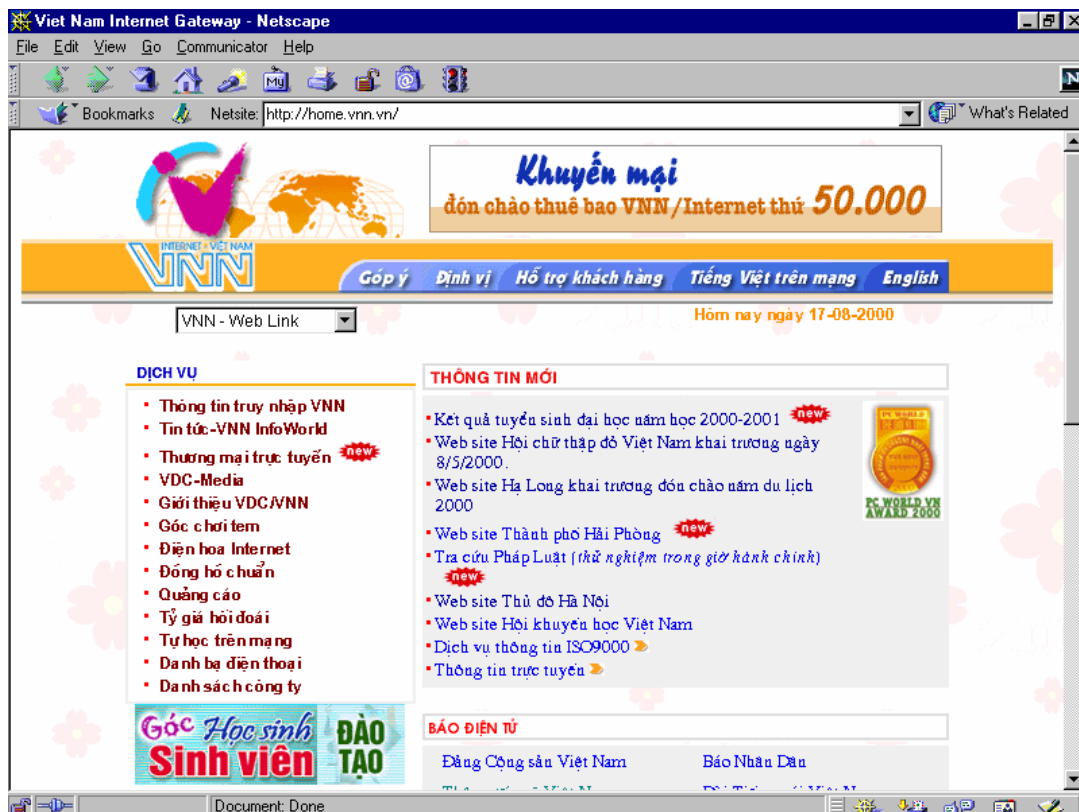 Viet Nam Internet Gateway - Netscape
File Edit View Go Communicator Help
My
Bookmarks Netsite: http://home.vnn.vn/ What's Related
Khuyến mại
đón chào thuê bao VNN/Internet thứ 50.000
INTERNET - VIỆT NAM
VNN
Góp ý Định vị Hỗ trợ khách hàng Tiếng Việt trên mạng English
VNN - Web Link
Hôm nay ngày 17-08-2000
DỊCH VỤ
Thông tin truy nhập VNN
Tin tức-VNN InfoWorld
Thương mại trực tuyến new
VDC-Media
Giới thiệu VDC/VNN
Góc chơi tem
Điện hoa Internet
Đồng hồ chuẩn
Quảng cáo
Tỷ giá hối đoái
Tự học trên mạng
Danh bạ điện thoại
Danh sách công ty
Góc Học sinh
Sinh viên
ĐÀO
TẠO
THÔNG TIN MỚI
Kết quả tuyển sinh đại học năm học 2000-2001 new
Web site Hội chữ thập đỏ Việt Nam khai trương ngày
8/5/2000.
Web site Hạ Long khai trương đón chào năm du lịch
2000
Web site Thành phố Hải Phòng new
Tra cứu Pháp Luật (thử nghiệm trong giờ hành chính)
new
Web site Thủ đô Hà Nội
Web site Hội khuyến học Việt Nam
Dịch vụ thông tin ISO9000
Thông tin trực tuyến
PC WORLD
2000
PC WORLD VN
AWARD 2000
BÁO ĐIỆN TỬ
Đảng Cộng sản Việt Nam Báo Nhân Dân
Document: Done